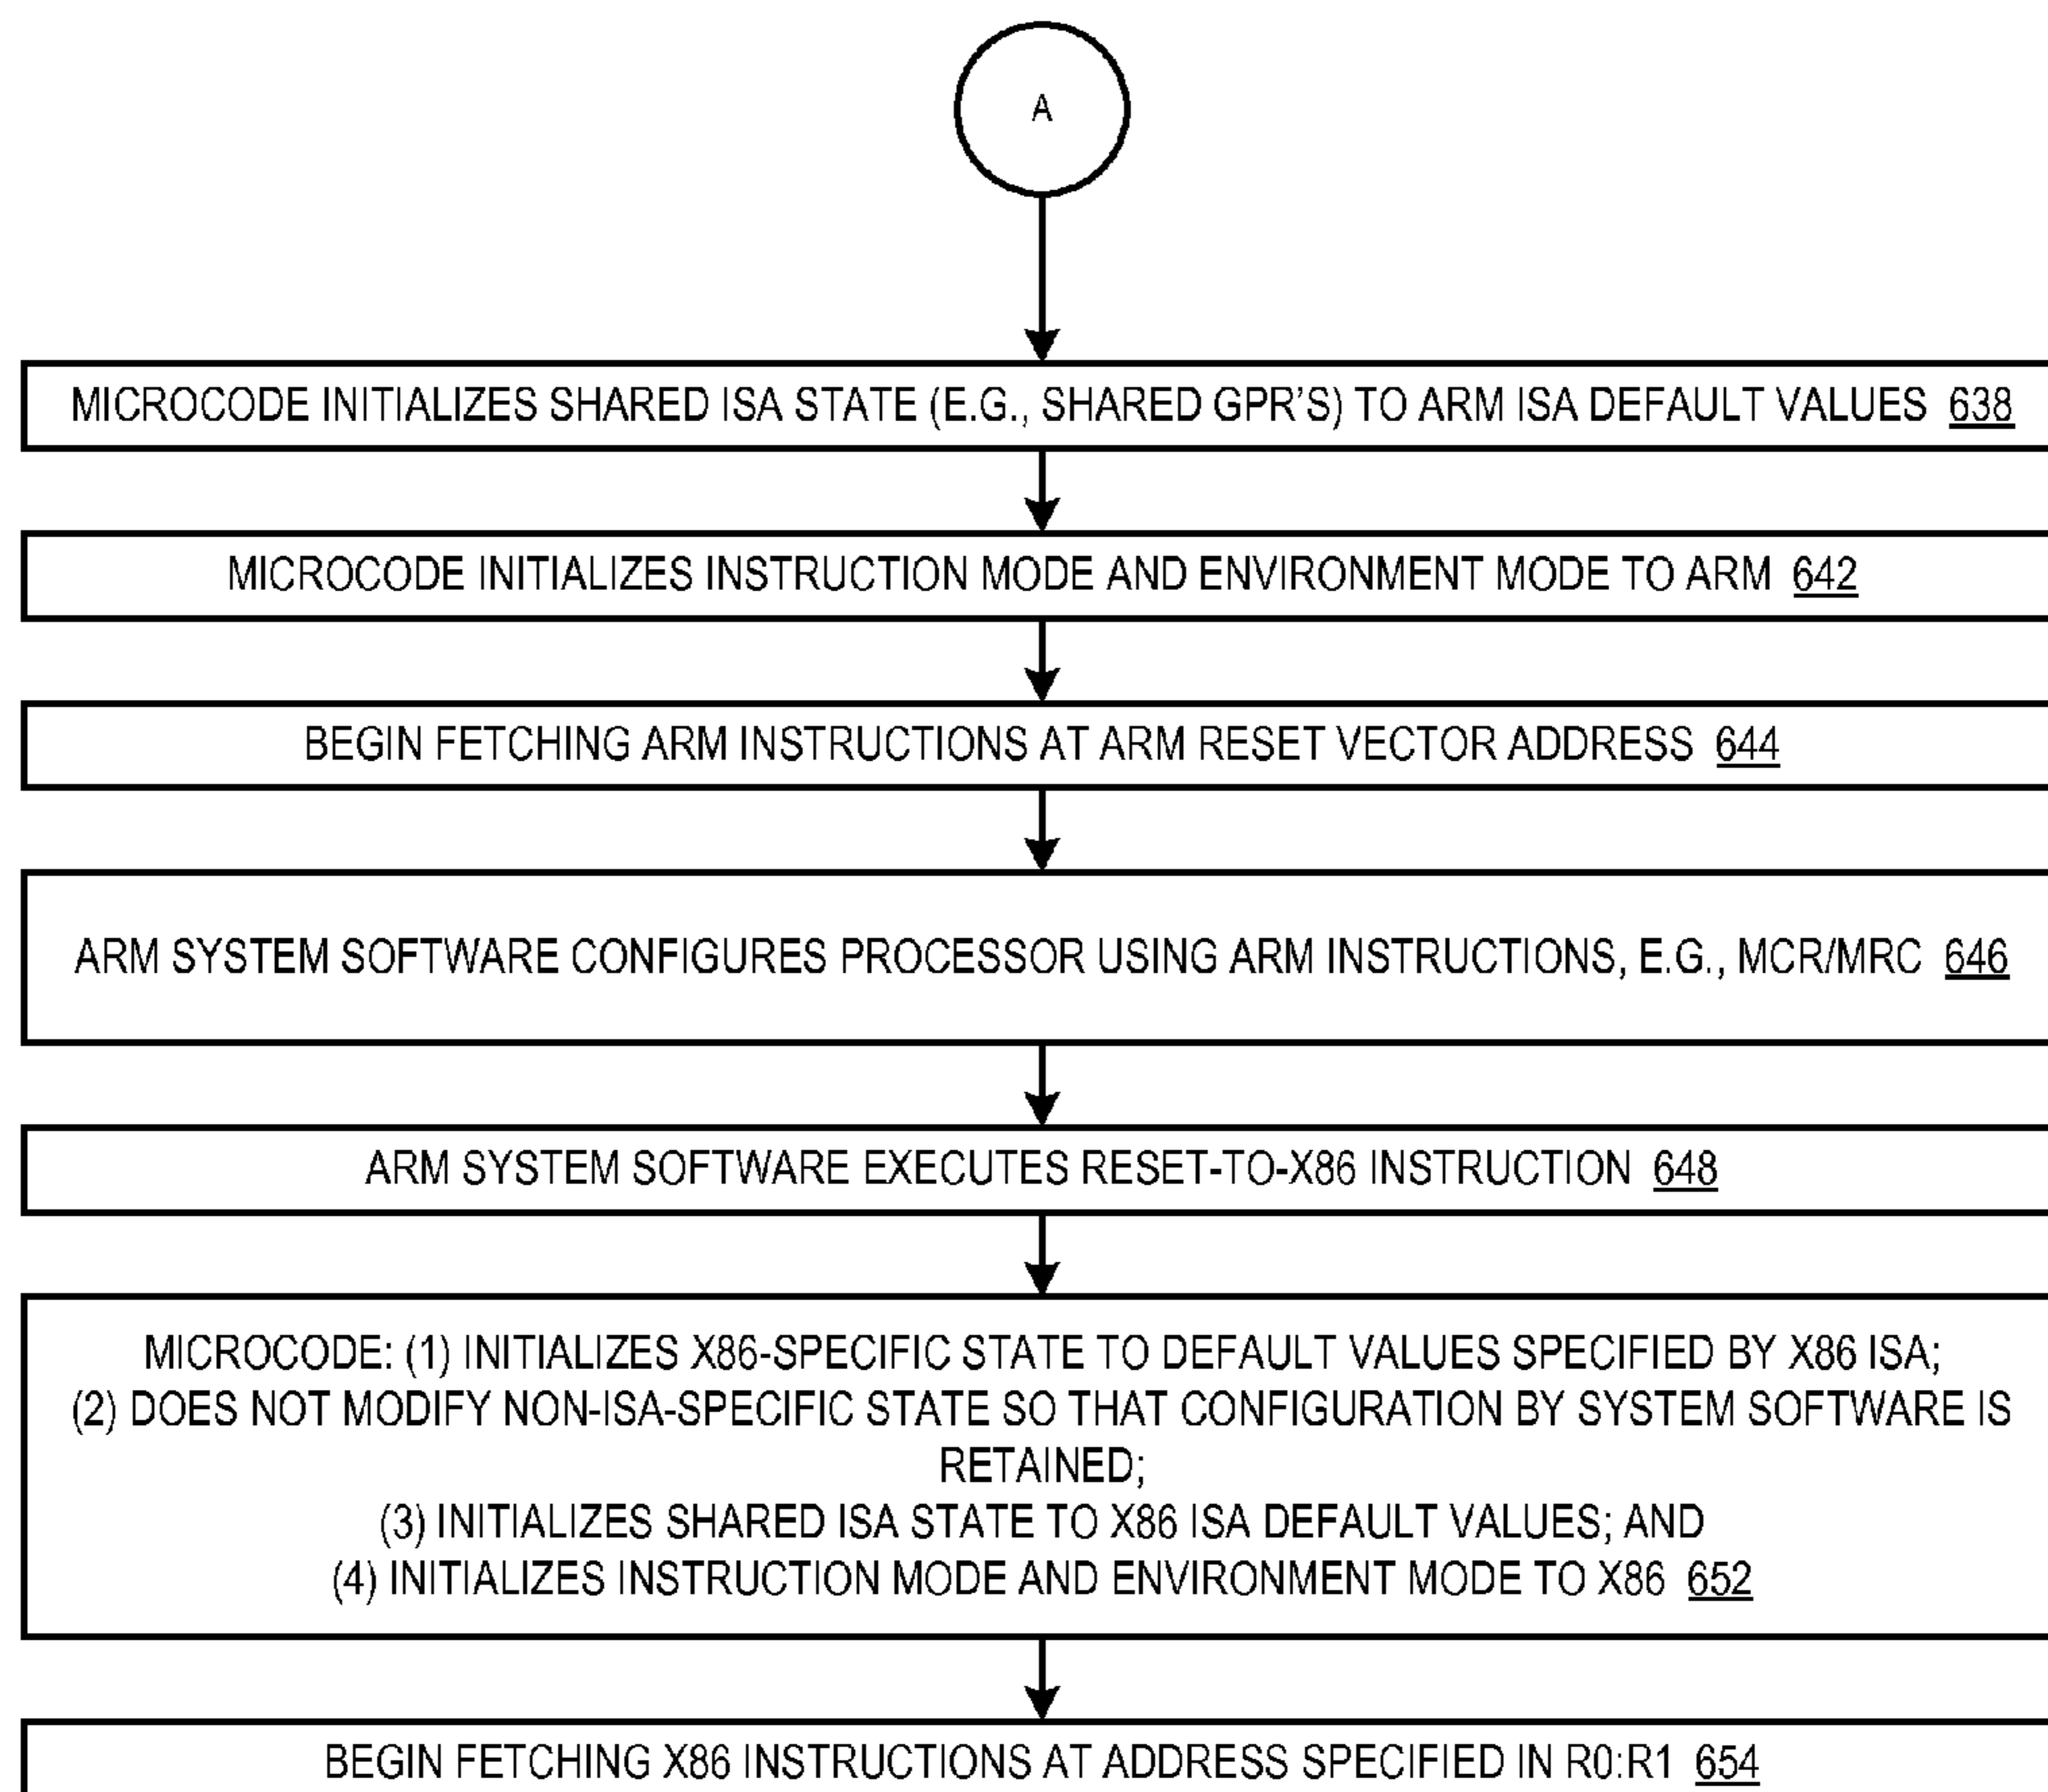 A
MICROCODE INITIALIZES SHARED ISA STATE (E.G., SHARED GPR'S) TO ARM ISA DEFAULT VALUES 638
MICROCODE INITIALIZES INSTRUCTION MODE AND ENVIRONMENT MODE TO ARM 642
BEGIN FETCHING ARM INSTRUCTIONS AT ARM RESET VECTOR ADDRESS 644
ARM SYSTEM SOFTWARE CONFIGURES PROCESSOR USING ARM INSTRUCTIONS, E.G., MCR/MRC 646
ARM SYSTEM SOFTWARE EXECUTES RESET-TO-X86 INSTRUCTION 648
MICROCODE: (1) INITIALIZES X86-SPECIFIC STATE TO DEFAULT VALUES SPECIFIED BY X86 ISA;
(2) DOES NOT MODIFY NON-ISA-SPECIFIC STATE SO THAT CONFIGURATION BY SYSTEM SOFTWARE IS
RETAINED;
(3) INITIALIZES SHARED ISA STATE TO X86 ISA DEFAULT VALUES; AND
(4) INITIALIZES INSTRUCTION MODE AND ENVIRONMENT MODE TO X86 652
BEGIN FETCHING X86 INSTRUCTIONS AT ADDRESS SPECIFIED IN R0:R1 654